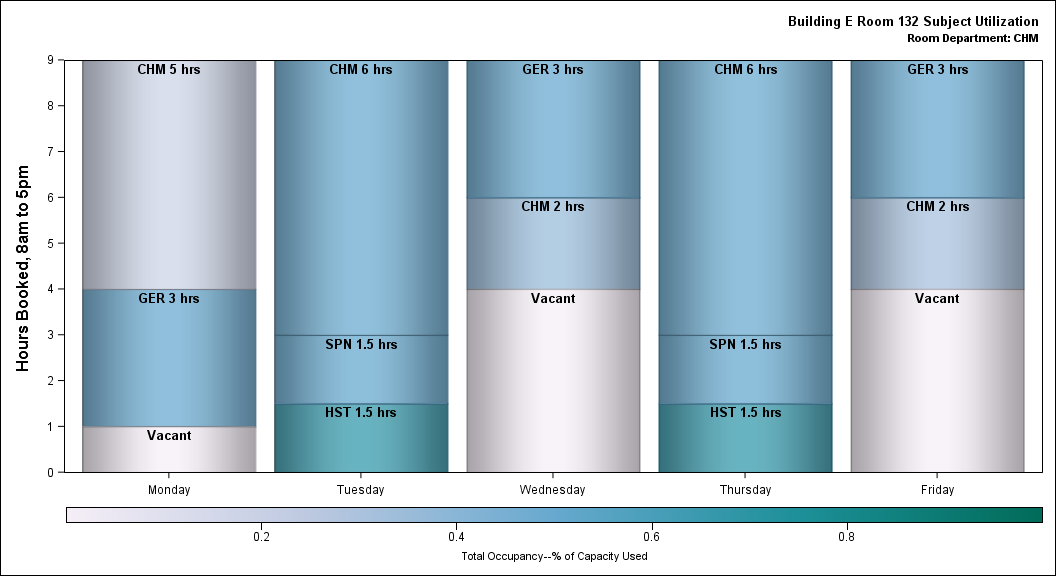 Building E Room 132 Subject Utilization
Room Department: CHM
Hours Booked, 8am to 5pm
9
8
7
6
5
4
3
2
1
0
CHM 5 hrs
GER 3 hrs
Vacant
CHM 6 hrs
SPN 1.5 hrs
HST 1.5 hrs
GER 3 hrs
CHM 2 hrs
Vacant
CHM 6 hrs
SPN 1.5 hrs
HST 1.5 hrs
GER 3 hrs
CHM 2 hrs
Vacant
Monday Tuesday Wednesday Thursday Friday
0.2 0.4 0.6 0.8
Total Occupancy--% of Capacity Used